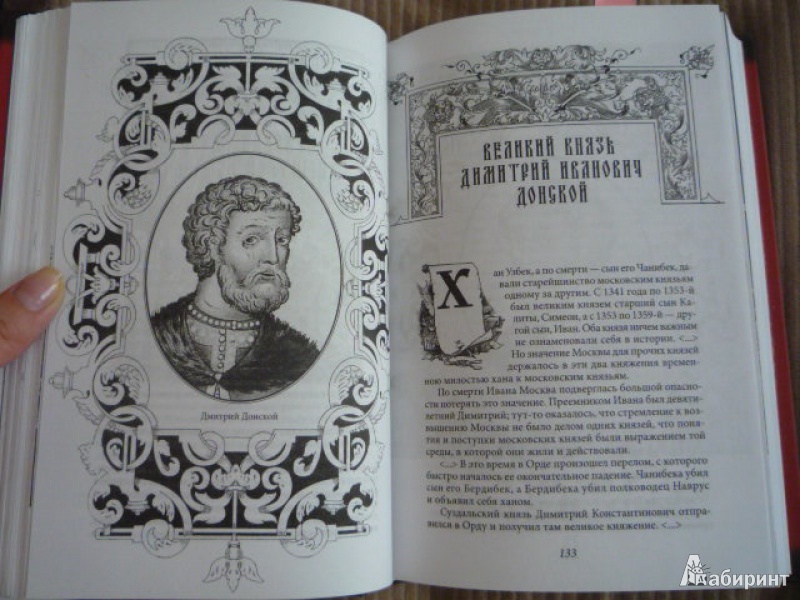 Дмитрий Донской
ВЕЛИКИЙ КНЯЗЬ
ДИМИТРИЙ ИВАНОВИЧ
ДОНСКОЙ
Хан Узбек, а по смерти — сын его Чанибек, да-
вали старейшинство московским князьям
одному за другим. С 1341 года по 1353-й
был великим князем старший сын Ка-
литы, Симеон, а с 1353 по 1359-й — дру-
гой сын, Иван. Оба князя ничем важным
не ознаменовали себя в истории. <...>
Но значение Москвы для прочих князей
держалось в эти два княжения времен-
ною милостью хана к московским князьям.
По смерти Ивана Москва подверглась большой опаснос-
ти потерять это значение. Преемником Ивана был девяти-
летний Димитрий; тут-то оказалось, что стремление к воз-
вышению Москвы не было делом одних князей, что поня-
тия и поступки московских князей были выражением той
среды, в которой они жили и действовали.
<...> В это время в Орде произошел перелом, с которого
быстро началось ее окончательное падение. Чанибека убил
сын его Бердибек, а Бердибека убил полководец Наврус
и объявил себя ханом.
Суздальский князь Димитрий Константинович отпра-
вился в Орду и получил там великое княжение. <...>
133
Лабиринт